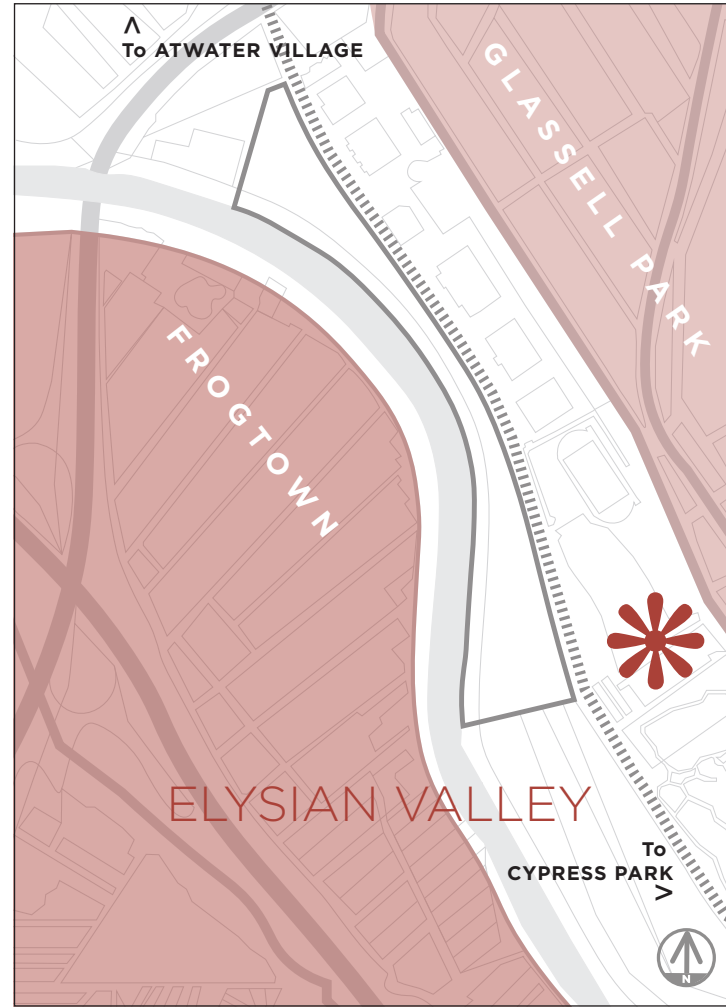 To ATWATER VILLAGE
GLASSELL PARK
FROGTOWN
ELYSIAN VALLEY
To
CYPRESS PARK
N